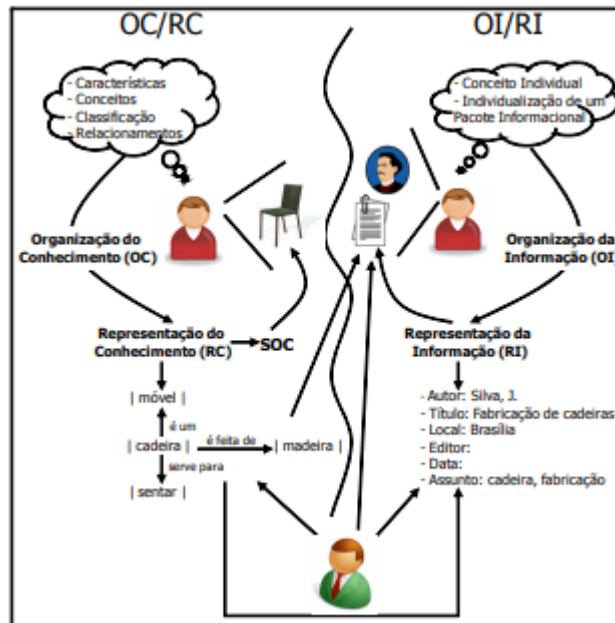 OC/RC
- Características
- Conceitos
- Classificação
- Relacionamentos
Organização do
Conhecimento (OC)
Representação do
Conhecimento (RC)
SOC
| móvel |
é um
| cadeira |
é feita de
| madeira |
serve para
| sentar |
OI/RI
- Conceito Individual
- Individualização de um
Pacote Informacional
Organização da
Informação (OI)
Representação da
Informação (RI)
- Autor: Silva, J.
- Título: Fabricação de cadeiras
- Local: Brasília
- Editor:
- Data:
- Assunto: cadeira, fabricação